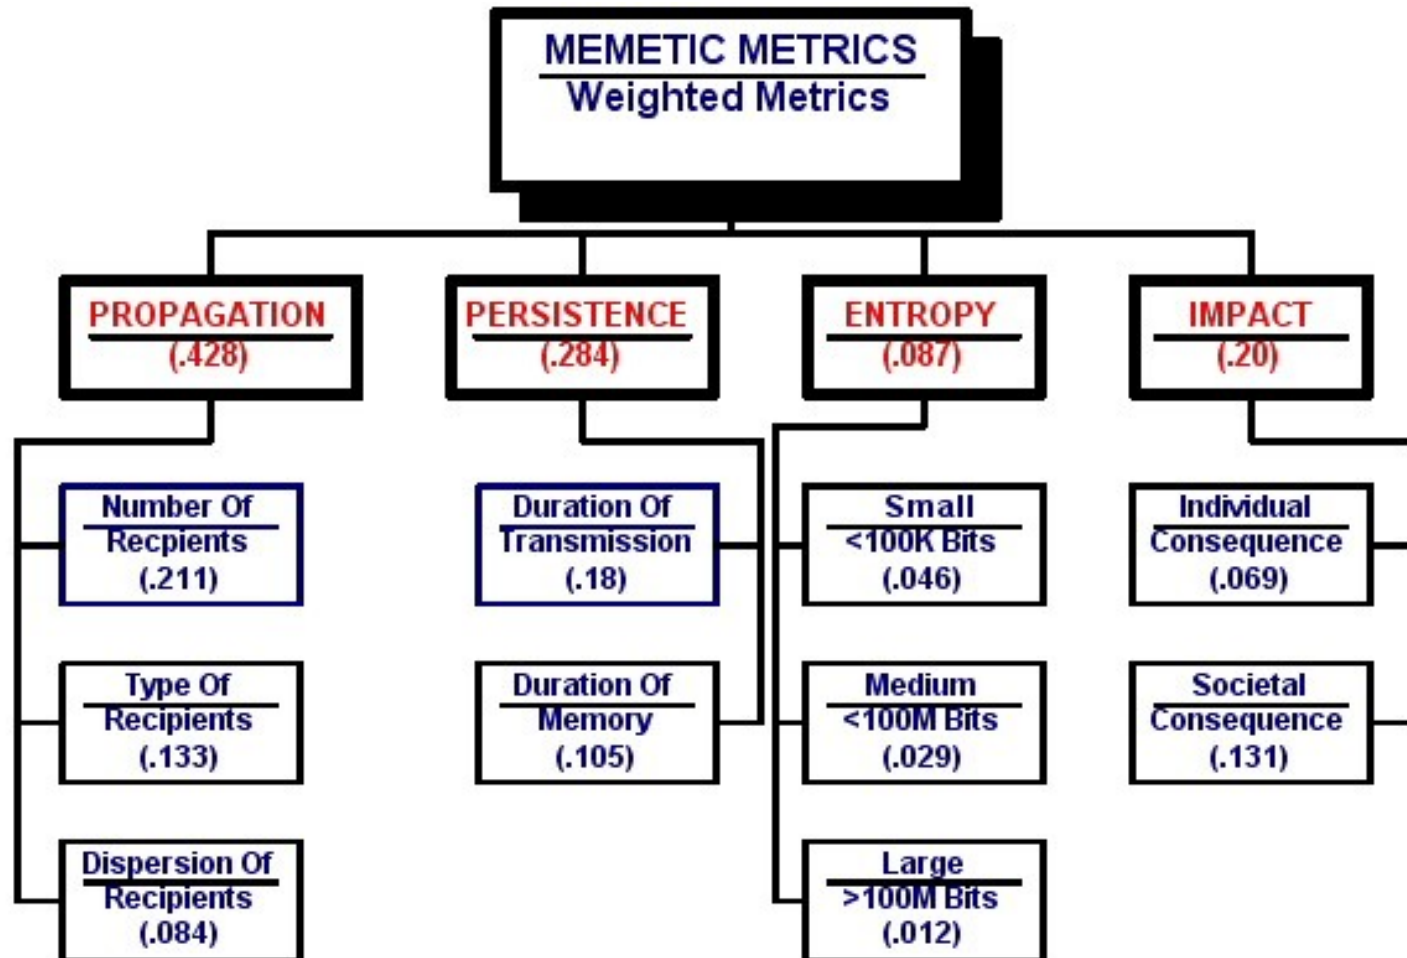 MEMETIC METRICS
Weighted Metrics
PROPAGATION
(.428)
PERSISTENCE
(.284)
ENTROPY
(.087)
IMPACT
(.20)
Number Of
Recpients
(.211)
Type Of
Recipients
(.133)
Dispersion Of
Recipients
(.084)
Duration Of
Transmission
(.18)
Duration Of
Memory
(.105)
Small
<100K Bits
(.046)
Medium
<100M Bits
(.029)
Large
>100M Bits
(.012)
Individual
Consequence
(.069)
Societal
Consequence
(.131)